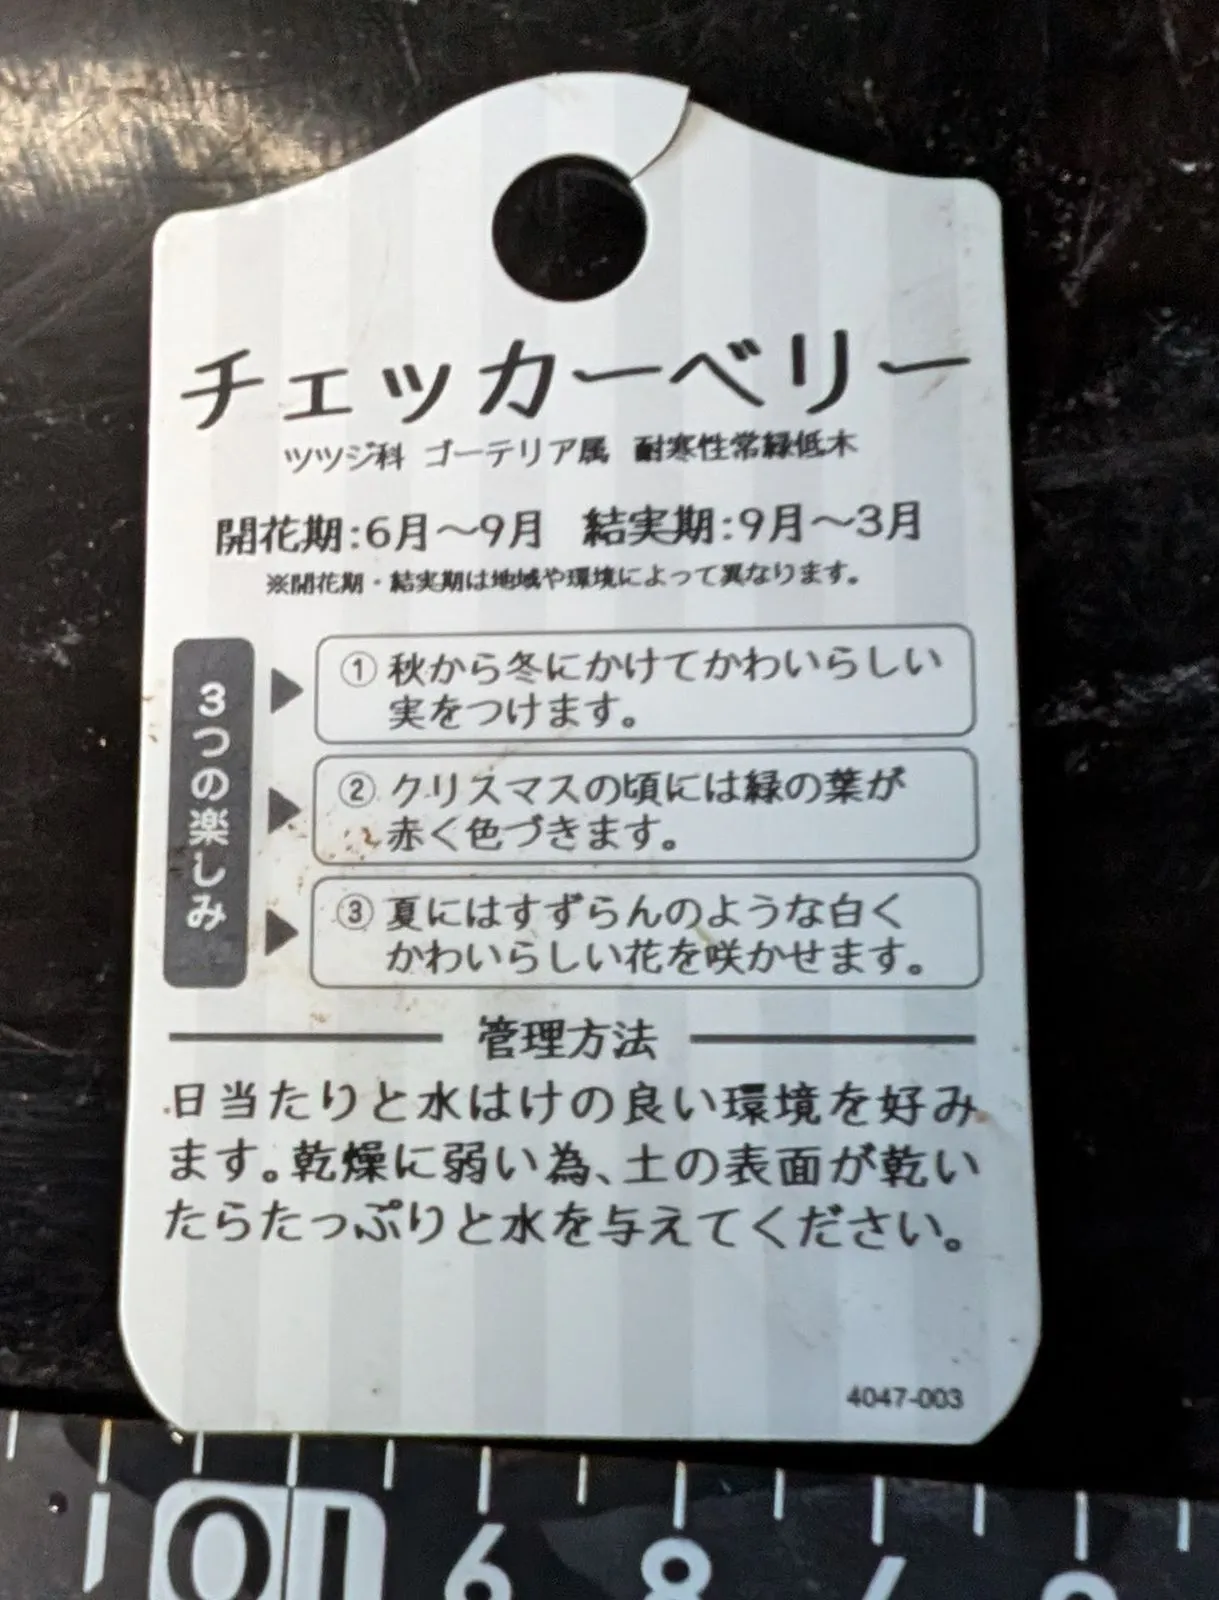 チェッカーベリー
ツツジ科 ゴーテリア属 耐寒性常緑低木
開花期:6月～9月 結実期:9月～3月
※開花期・結実期は地域や環境によって異なります。
3つの楽しみ
① 秋から冬にかけてかわいらしい
実をつけます。
② クリスマスの頃には緑の葉が
赤く色づきます。
③ 夏にはすずらんのような白く
かわいらしい花を咲かせます。
管理方法
日当たりと水はけの良い環境を好み
ます。乾燥に弱い為、土の表面が乾い
たらたっぷりと水を与えてください。
4047-003